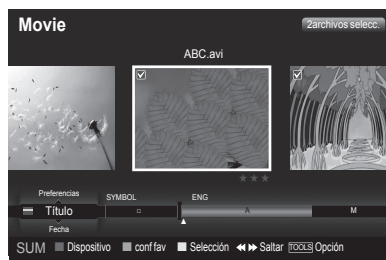 Movie
2archivos selecc.
ABC.avi
Preferencias
SYMBOL ENG
Título
A M
Fecha
SUM Dispositivo conf fav Selección Saltar TOOLS Opción